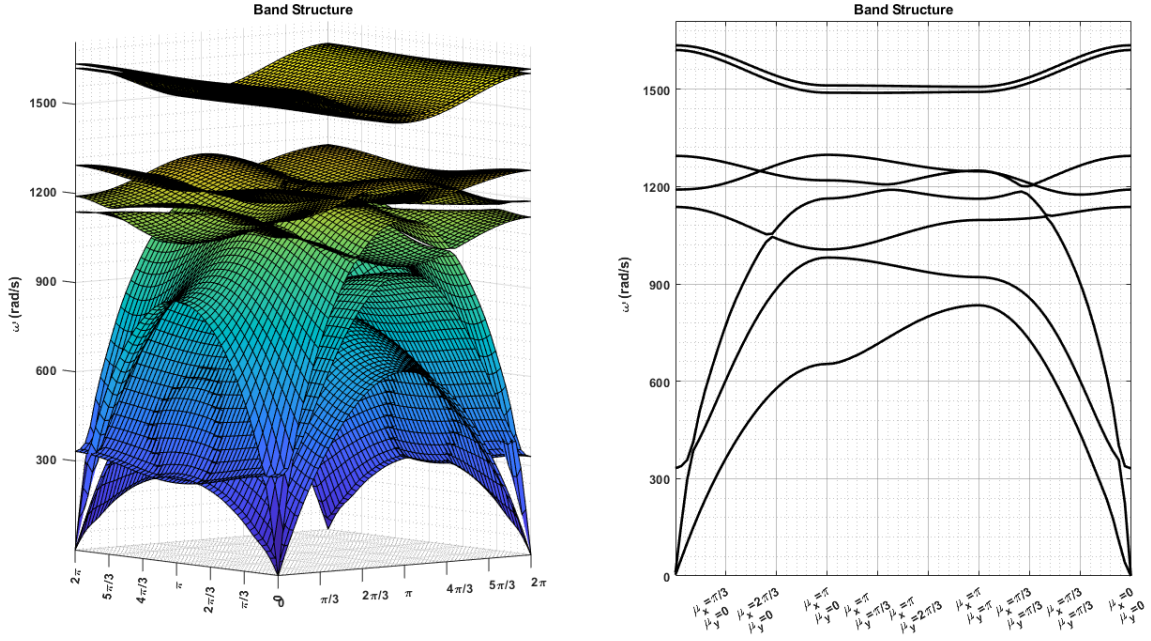 Band Structure
1500
1200
900
600
300
ω (rad/s)
2π
5π/3
4π/3
π
2π/3
π/3
0
0
π/3
2π/3
π
4π/3
5π/3
2π
Band Structure
1500
1200
900
600
300
0
ω (rad/s)
μx=π/3
μy=0
μx=2π/3
μy=0
μx=π
μy=0
μx=π
μy=π/3
μx=π
μy=2π/3
μx=π
μy=π
μx=2π/3
μy=2π/3
μx=π/3
μy=π/3
μx=0
μy=0